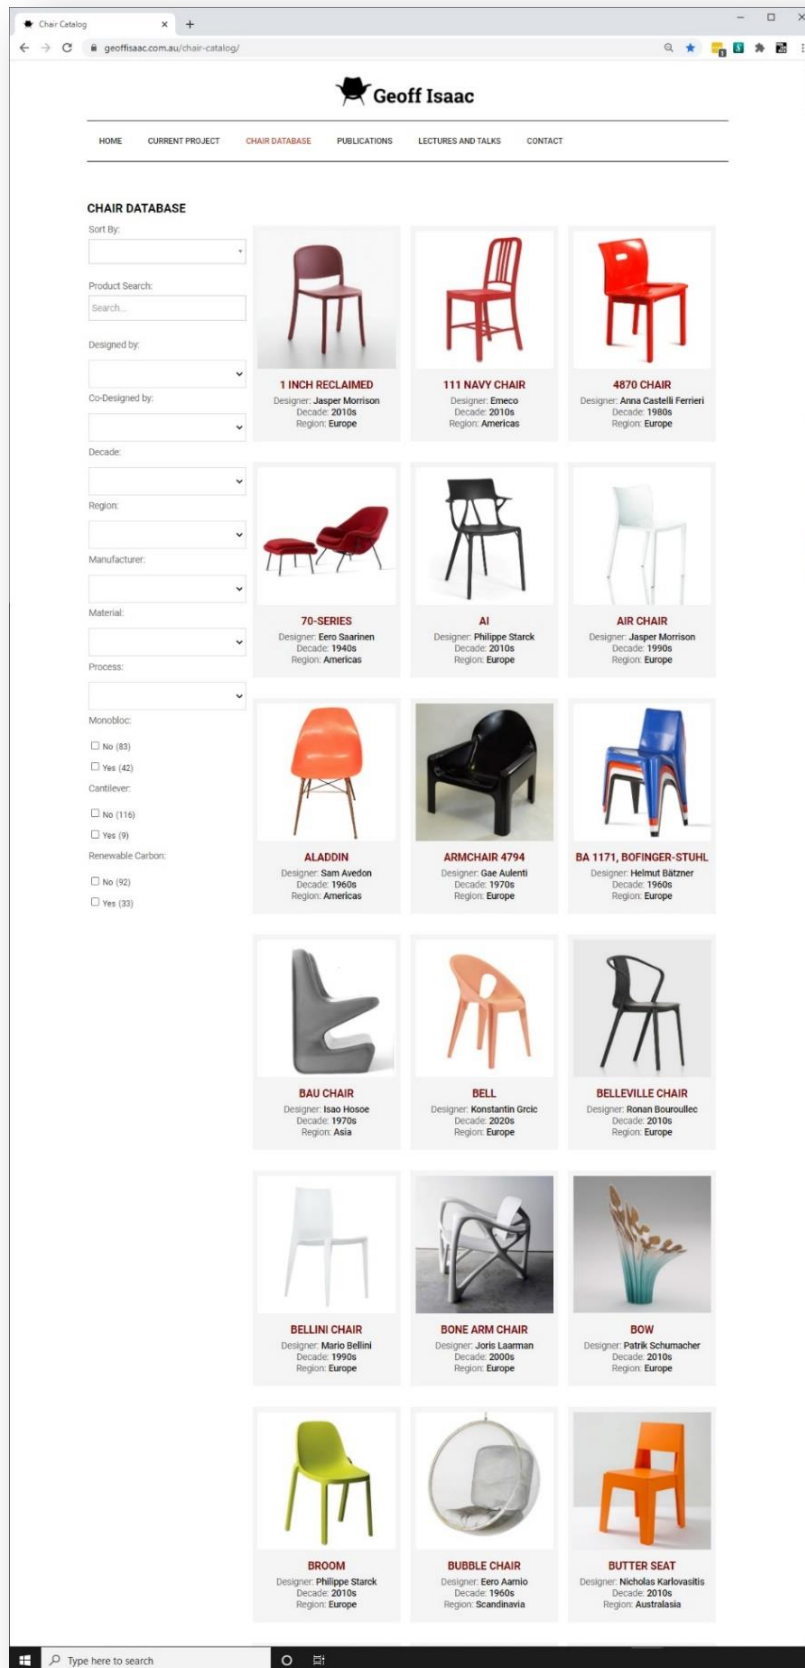 Chair Catalog
geoffisaac.com.au/chair-catalog/
Geoff Isaac
HOME CURRENT PROJECT CHAIR DATABASE PUBLICATIONS LECTURES AND TALKS CONTACT
CHAIR DATABASE
Sort By:
Product Search:
Search...
Designed by:
Co-Designed by:
Decade:
Region:
Manufacturer:
Material:
Process:
Monobloc:
No (83)
Yes (42)
Cantilever:
No (116)
Yes (9)
Renewable Carbon:
No (92)
Yes (33)
1 INCH RECLAIMED
Designer: Jasper Morrison
Decade: 2010s
Region: Europe
111 NAVY CHAIR
Designer: Emeco
Decade: 2010s
Region: Americas
4870 CHAIR
Designer: Anna Castelli Ferrieri
Decade: 1980s
Region: Europe
70-SERIES
Designer: Eero Saarinen
Decade: 1940s
Region: Americas
AI
Designer: Philippe Starck
Decade: 2010s
Region: Europe
AIR CHAIR
Designer: Jasper Morrison
Decade: 1990s
Region: Europe
ALADDIN
Designer: Sam Avedon
Decade: 1960s
Region: Americas
ARMCHAIR 4794
Designer: Gae Aulenti
Decade: 1970s
Region: Europe
BA 1171, BOFINGER-STUHL
Designer: Helmut Bätzner
Decade: 1960s
Region: Europe
BAU CHAIR
Designer: Isao Hosoe
Decade: 1970s
Region: Asia
BELL
Designer: Konstantin Grcic
Decade: 2020s
Region: Europe
BELLEVILLE CHAIR
Designer: Ronan Bouroullec
Decade: 2010s
Region: Europe
BELLINI CHAIR
Designer: Mario Bellini
Decade: 1990s
Region: Europe
BONE ARM CHAIR
Designer: Joris Laarman
Decade: 2000s
Region: Europe
BOW
Designer: Patrik Schumacher
Decade: 2010s
Region: Europe
BROOM
Designer: Philippe Starck
Decade: 2010s
Region: Europe
BUBBLE CHAIR
Designer: Eero Aarnio
Decade: 1960s
Region: Scandinavia
BUTTER SEAT
Designer: Nicholas Karlovasitis
Decade: 2010s
Region: Australasia
Type here to search